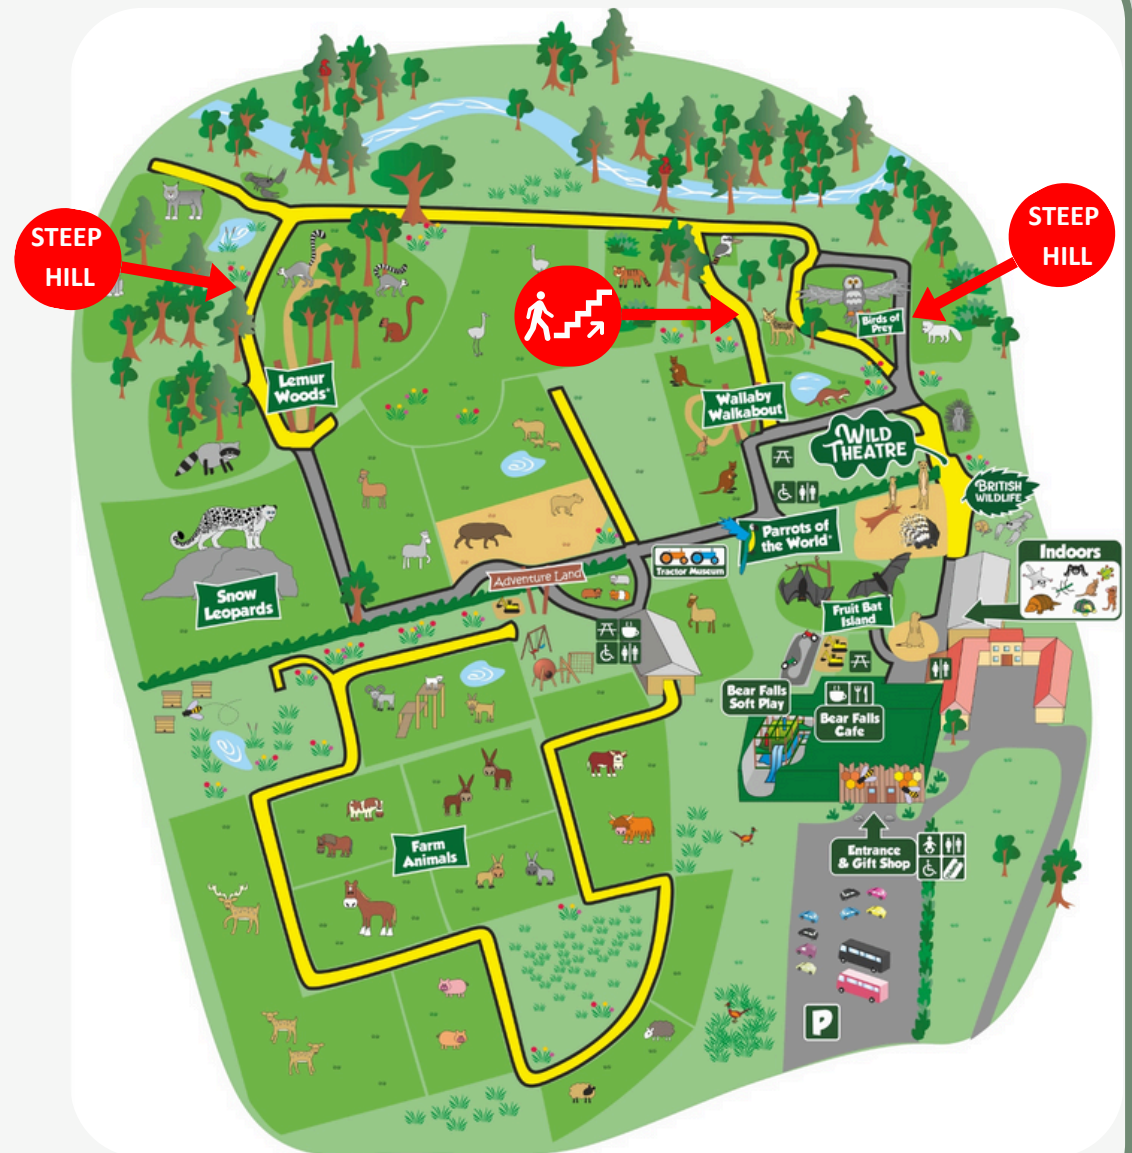 STEEP
HILL
STEEP
HILL
Birds of
Prey
Lemur
Woods*
Wallaby
Walkabout
WILD
THEATRE
BRITISH
WILDLIFE
Parrots of
the World*
Indoors
Tractor Museum
Adventure Land
Snow
Leopards
Fruit Bat
Island
Bear Falls
Soft Play
Bear Falls
Cafe
Farm
Animals
Entrance
& Gift Shop
P